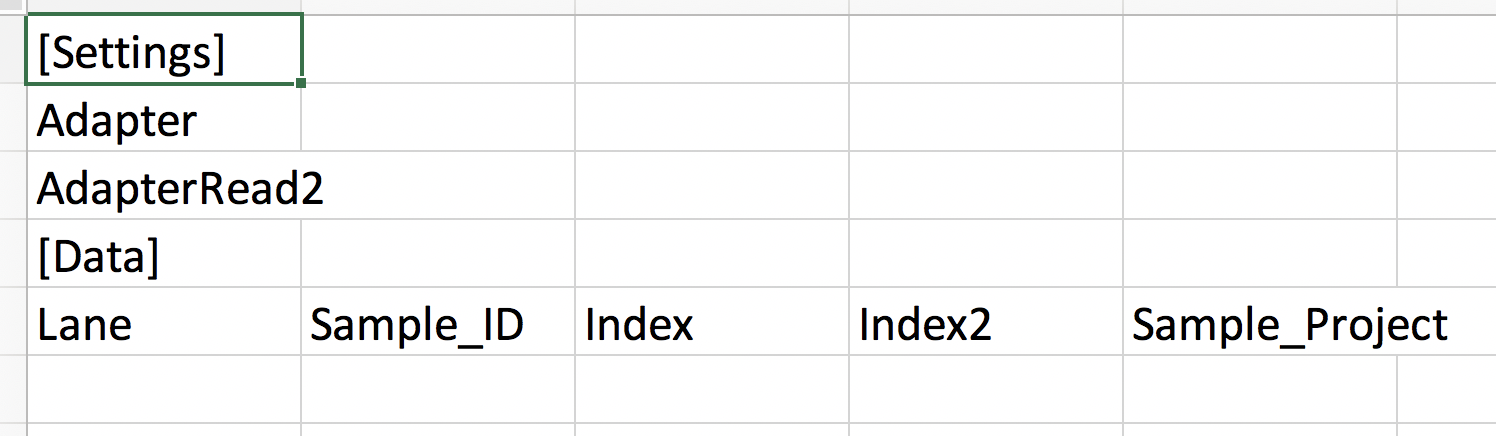 [Settings]
Adapter
AdapterRead2
[Data]
Lane Sample_ID Index Index2 Sample_Project